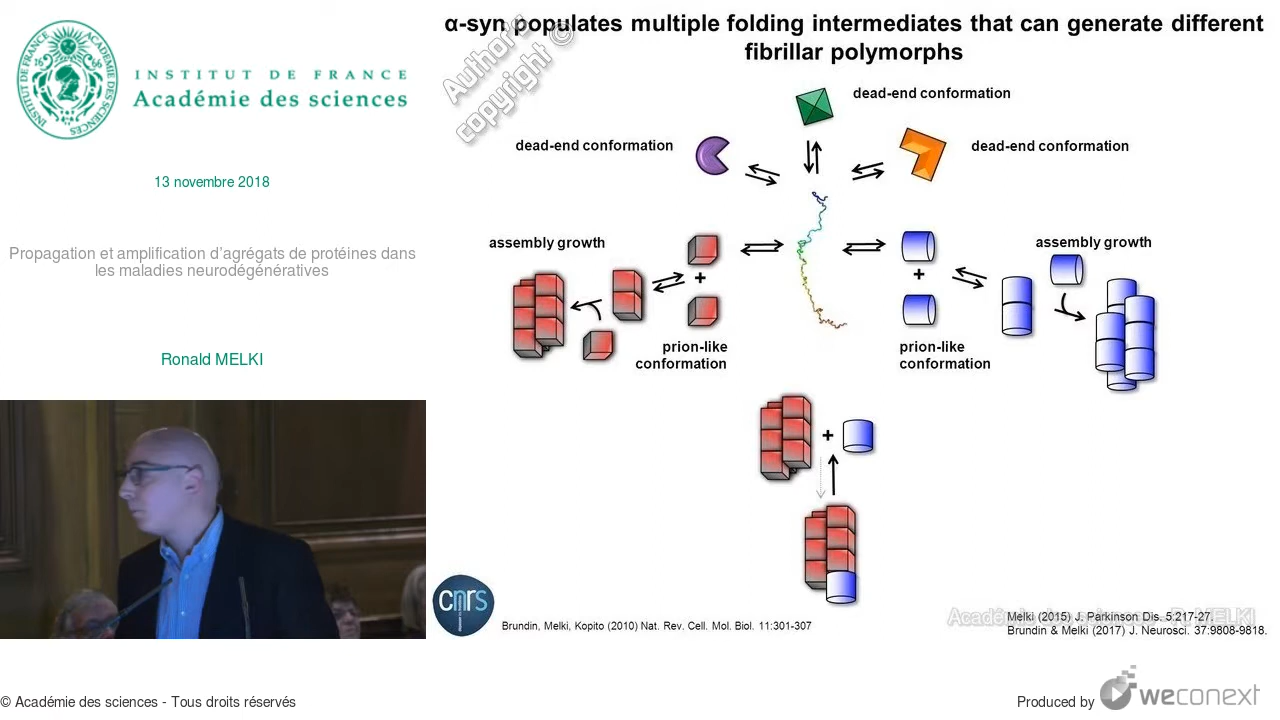 INSTITUT DE FRANCE
Académie des sciences
13 novembre 2018
Propagation et amplification d'agrégats de protéines dans
les maladies neurodégénératives
Ronald MELKI
α-syn populates multiple folding intermediates that can generate different
fibrillar polymorphs
Author's
copyright ©
dead-end conformation
dead-end conformation
dead-end conformation
assembly growth
+
prion-like
conformation
+
prion-like
conformation
assembly growth
+
cnrs
Brundin, Melki, Kopito (2010) Nat. Rev. Cell. Mol. Biol. 11:301-307
Melki (2015) J. Parkinson Dis. 5:217-27.
Brundin & Melki (2017) J. Neurosci. 37:9808-9818.
© Académie des sciences - Tous droits réservés
Produced by
weconext